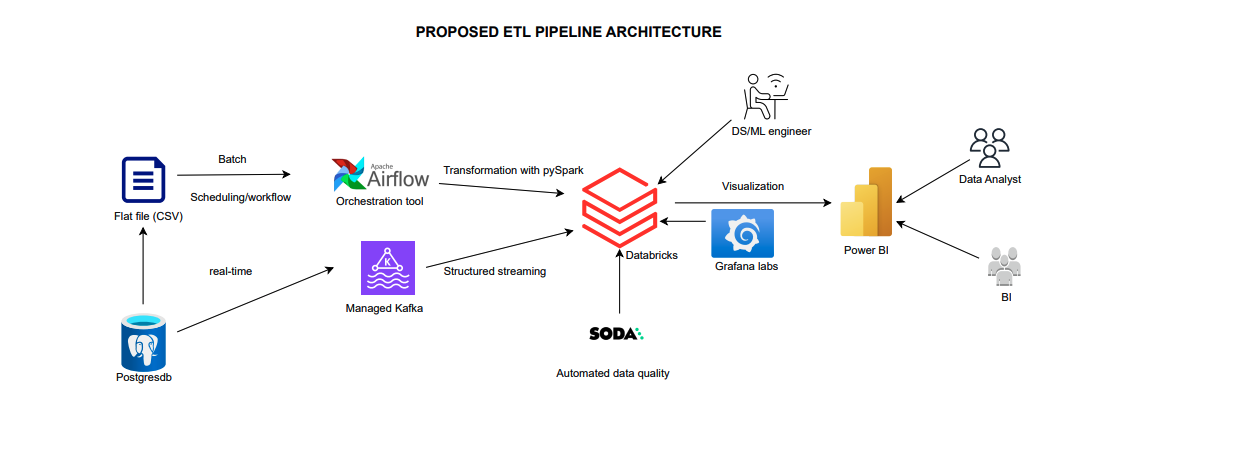 PROPOSED ETL PIPELINE ARCHITECTURE
DS/ML engineer
Batch
Scheduling/workflow
Flat file (CSV)
Apache
Airflow
Orchestration tool
Transformation with pySpark
Visualization
Data Analyst
real-time
K
Managed Kafka
Structured streaming
Databricks
Grafana labs
Power BI
BI
Postgresdb
SODA
Automated data quality